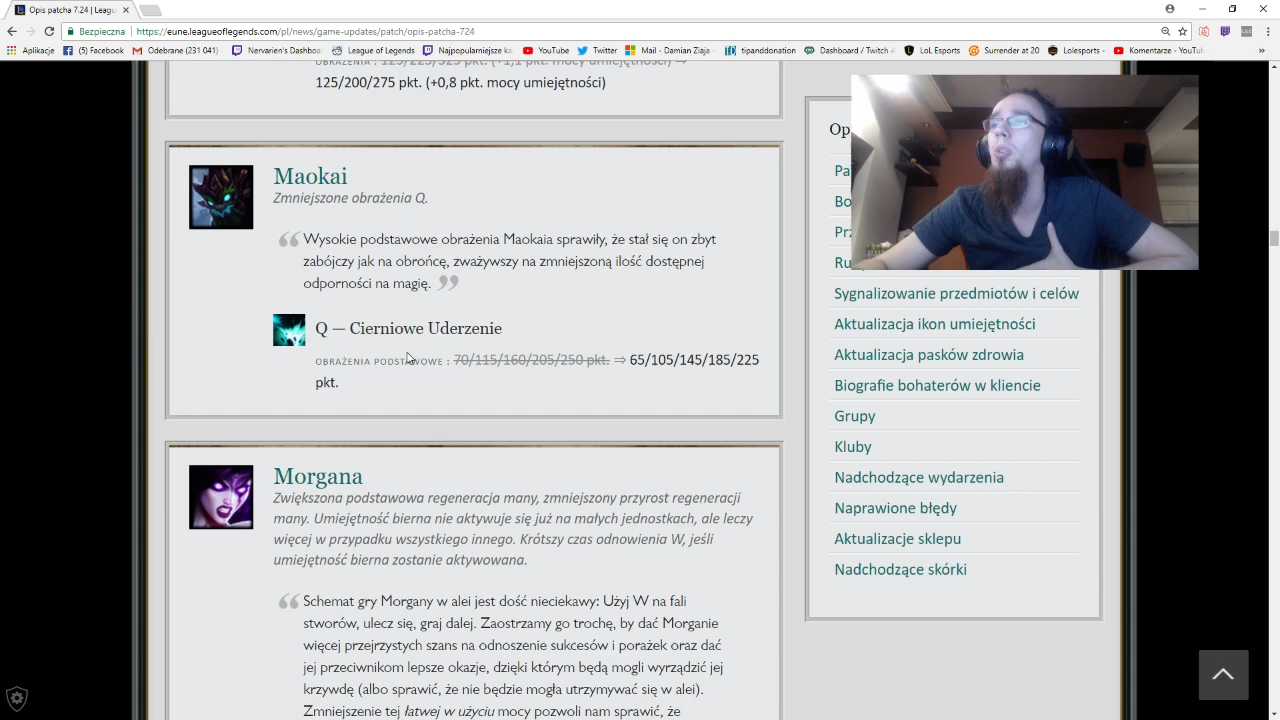 Opis patcha 7.24 | Leagu
Bezpieczna
https://eune.leagueoflegends.com/pl/news/game-updates/patch/opis-patcha-724
Aplikacje
(5) Facebook
Odebrane (231 041)
Nervarien's Dashboard
League of Legends
Najpopularniejsze ka
YouTube
Twitter
Mail - Damian Zioj
tipanddonation
Dashboard / Twitch
LoL Esports
Surrender at 20
Lolesports -
Komentarze - YouTu
125/200/275 pkt. (+0,8 pkt. mocy umiejętności)
Maokai
Zmniejszone obrażenia Q.
Wysokie podstawowe obrażenia Maokaia sprawiły, że stał się on zbyt
zabójczy jak na obrońcę, zważywszy na zmniejszoną ilość dostępnej
odporności na magię.
Q — Cierniowe Uderzenie
OBRAŻENIA PODSTAWOWE : 70/115/160/205/250 pkt. ⇒ 65/105/145/185/225
pkt.
Morgana
Zwiększona podstawowa regeneracja many, zmniejszony przyrost regeneracji
many. Umiejętność bierna nie aktywuje się już na małych jednostkach, ale leczy
więcej w przypadku wszystkiego innego. Krótszy czas odnowienia W, jeśli
umiejętność bierna zostanie aktywowana.
Schemat gry Morgany w alei jest dość nieciekawy: Użyj W na fali
stworów, ulecz się, graj dalej. Zaostrzamy go trochę, by dać Morganie
więcej przejrzystych szans na odnoszenie sukcesów i porażek oraz dać
jej przeciwnikom lepsze okazje, dzięki którym będą mogli wyrządzić jej
krzywdę (albo sprawić, że nie będzie mogła utrzymywać się w alei).
Zmniejszenie tej łatwej w użyciu mocy pozwoli nam sprawić, że
Op
Pa
Bo
Prz
Ru
Sygnalizowanie przedmiotów i celów
Aktualizacja ikon umiejętności
Aktualizacja pasków zdrowia
Biografie bohaterów w kliencie
Grupy
Kluby
Nadchodzące wydarzenia
Naprawione błędy
Aktualizacje sklepu
Nadchodzące skórki